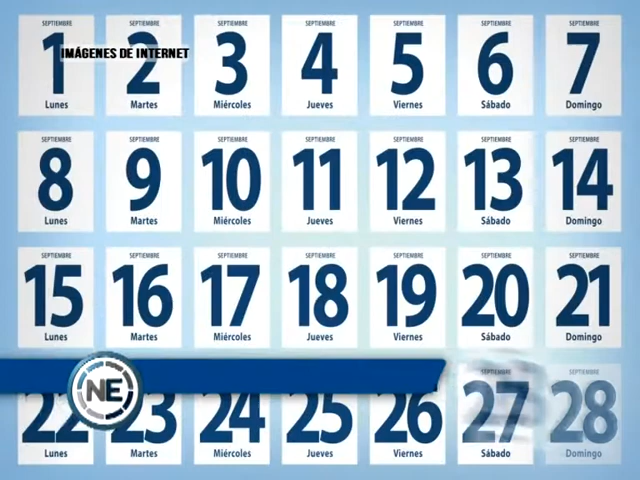 SEPTIEMBRE SEPTIEMBRE SEPTIEMBRE SEPTIEMBRE SEPTIEMBRE SEPTIEMBRE SEPTIEMBRE
1 2 3 4 5 6 7
IMÁGENES DE INTERNET
Lunes Martes Miércoles Jueves Viernes Sábado Domingo
SEPTIEMBRE SEPTIEMBRE SEPTIEMBRE SEPTIEMBRE SEPTIEMBRE SEPTIEMBRE SEPTIEMBRE
8 9 10 11 12 13 14
Lunes Martes Miércoles Jueves Viernes Sábado Domingo
SEPTIEMBRE SEPTIEMBRE SEPTIEMBRE SEPTIEMBRE SEPTIEMBRE SEPTIEMBRE SEPTIEMBRE
15 16 17 18 19 20 21
Lunes Martes Miércoles Jueves Viernes Sábado Domingo
SEPTIEMBRE SEPTIEMBRE
NE
22 23 24 25 26 27 28
Lunes Martes Miércoles Jueves Viernes Sábado Domingo